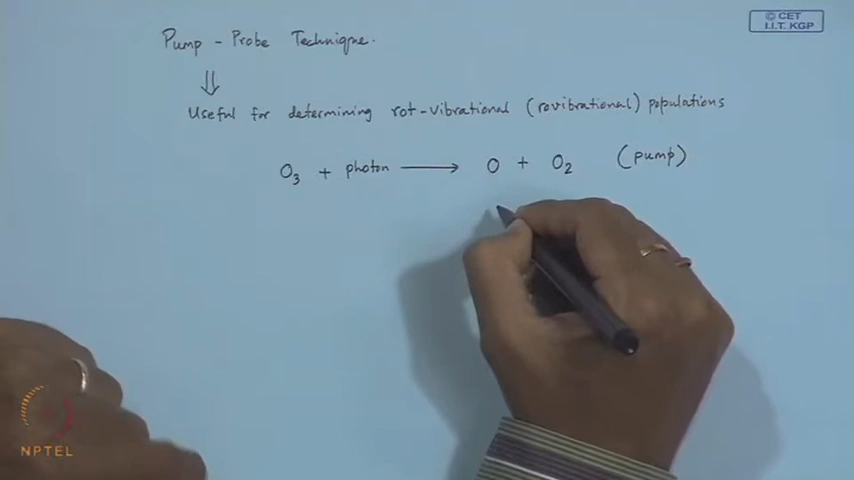 © CET
I.I.T. KGP
Pump - Probe Technique.
⇓
Useful for determining rot-vibrational (rovibrational) populations
O₃ + photon ⟶ O + O₂ (pump)
NPTEL